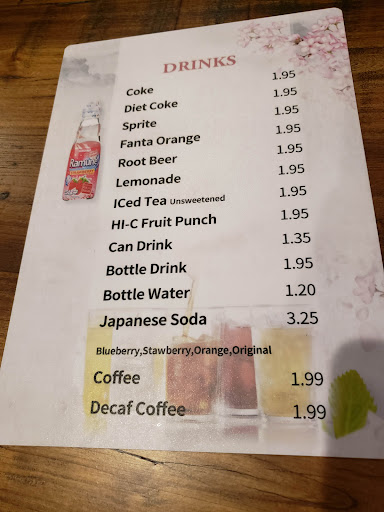 DRINKS
Coke 1.95
Diet Coke 1.95
Sprite 1.95
Fanta Orange 1.95
Root Beer 1.95
Lemonade 1.95
ICed Tea Unsweetened 1.95
HI-C Fruit Punch 1.95
Can Drink 1.35
Bottle Drink 1.95
Bottle Water 1.20
Japanese Soda 3.25
Blueberry,Stawberry,Orange,Original
Coffee 1.99
Decaf Coffee 1.99
Ramune